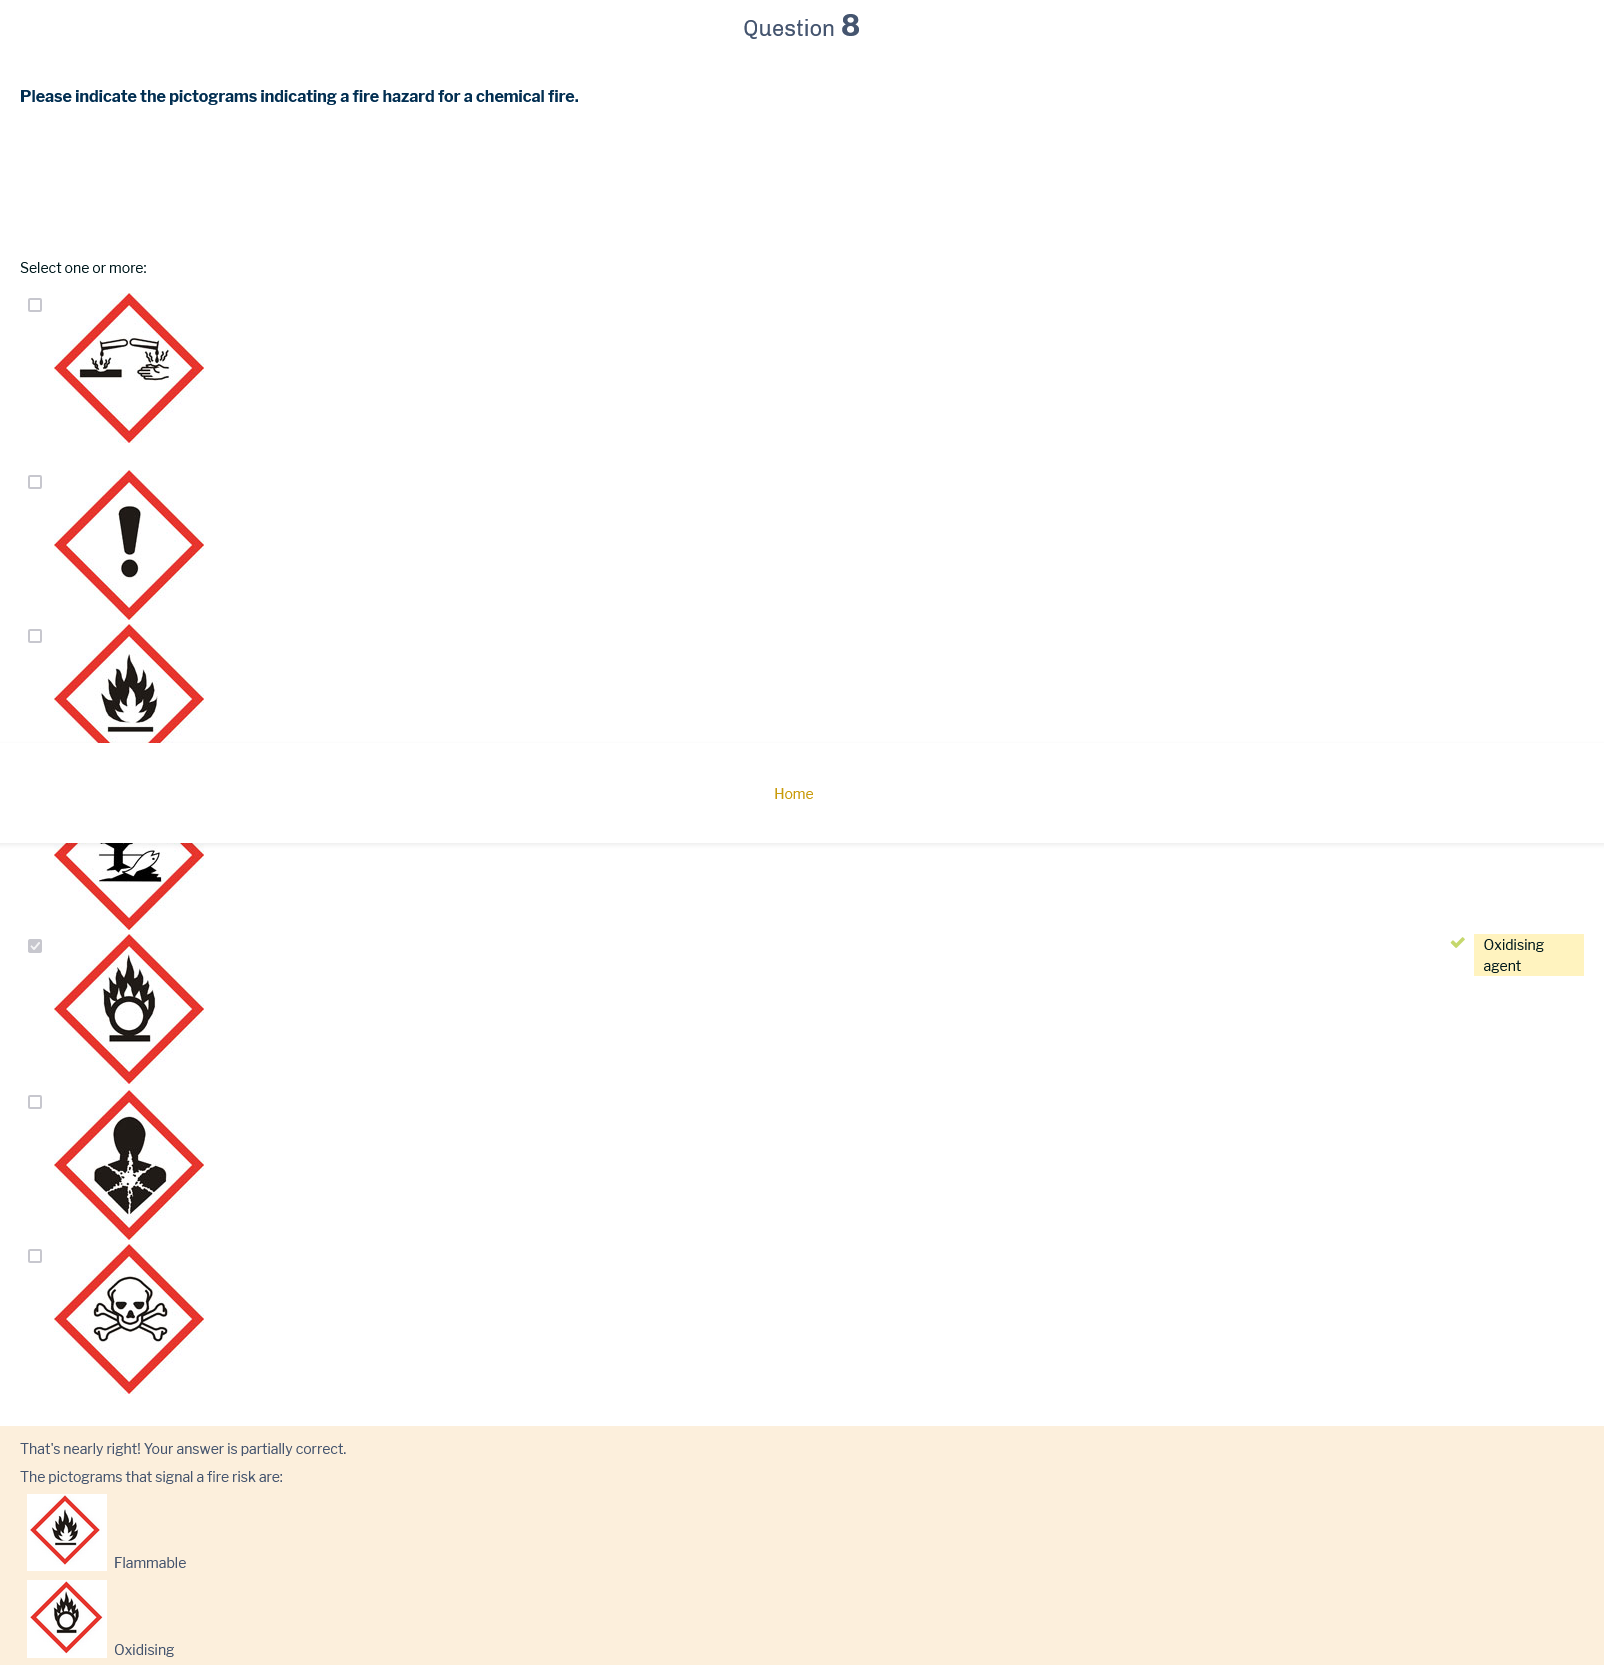 Question 8
Please indicate the pictograms indicating a fire hazard for a chemical fire.
Select one or more:
Home
Oxidising
agent
That's nearly right! Your answer is partially correct.
The pictograms that signal a fire risk are:
Flammable
Oxidising